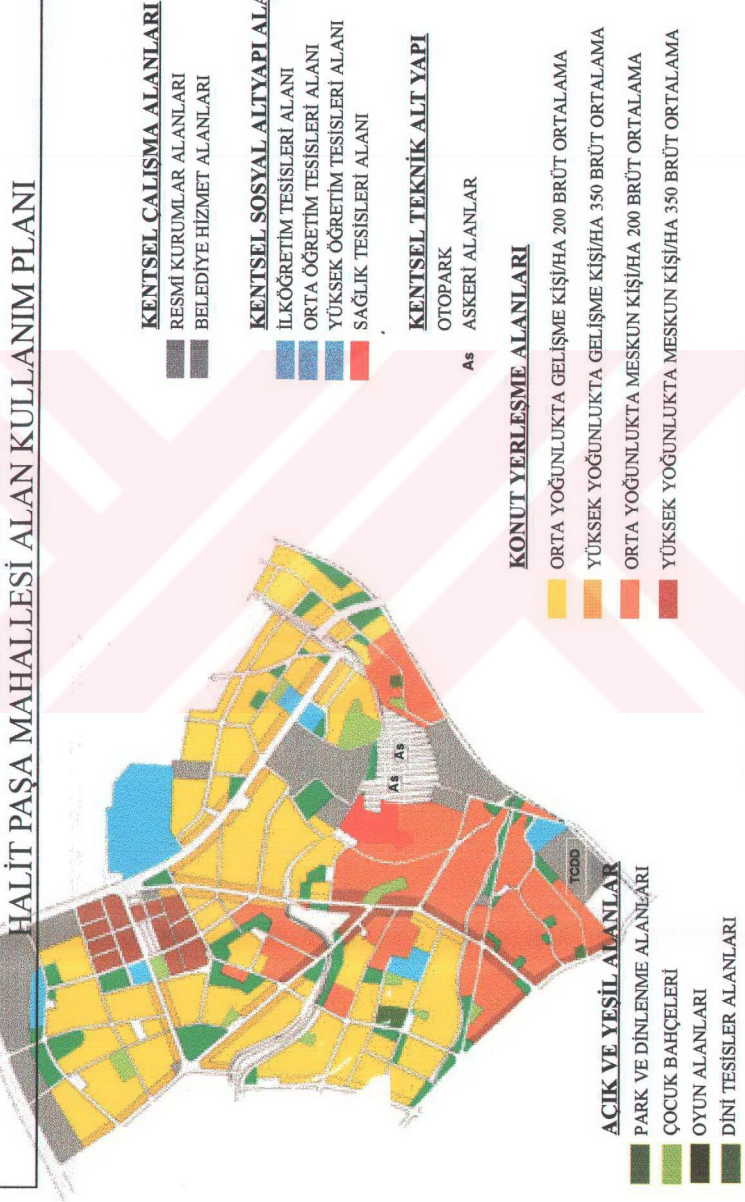 HALİT PAŞA MAHALLESİ ALAN KULLANIM PLANI
KENTSEL ÇALIŞMA ALANLARI
RESMİ KURUMLAR ALANLARI
BELEDİYE HİZMET ALANLARI
KENTSEL SOSYAL ALTYAPI ALA
İLKÖĞRETİM TESİSLERİ ALANI
ORTA ÖĞRETİM TESİSLERİ ALANI
YÜKSEK ÖĞRETİM TESİSLERİ ALANI
SAĞLIK TESİSLERİ ALANI
KENTSEL TEKNİK ALT YAPI
OTOPARK
As ASKERİ ALANLAR
KONUT YERLEŞME ALANLARI
ORTA YOĞUNLUKTA GELİŞME KİŞİ/HA 200 BRÜT ORTALAMA
YÜKSEK YOĞUNLUKTA GELİŞME KİŞİ/HA 350 BRÜT ORTALAMA
ORTA YOĞUNLUKTA MESKUN KİŞİ/HA 200 BRÜT ORTALAMA
YÜKSEK YOĞUNLUKTA MESKUN KİŞİ/HA 350 BRÜT ORTALAMA
As
As
TCDD
AÇIK VE YEŞİL ALANLAR
PARK VE DİNLENME ALANLARI
ÇOCUK BAHÇELERİ
OYUN ALANLARI
DİNİ TESİSLER ALANLARI